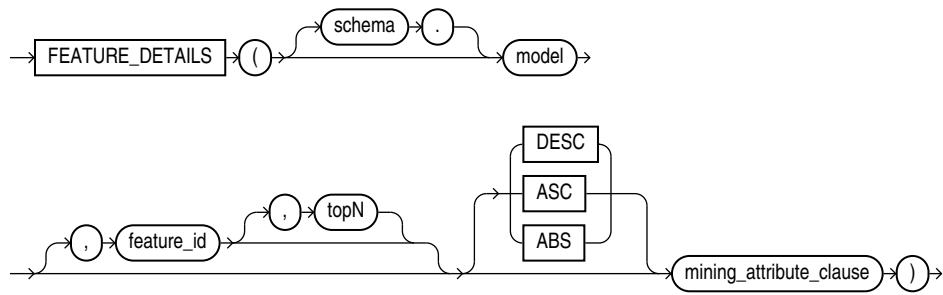 FEATURE_DETAILS ( schema . model
, feature_id , topN DESC
ASC
ABS
mining_attribute_clause )